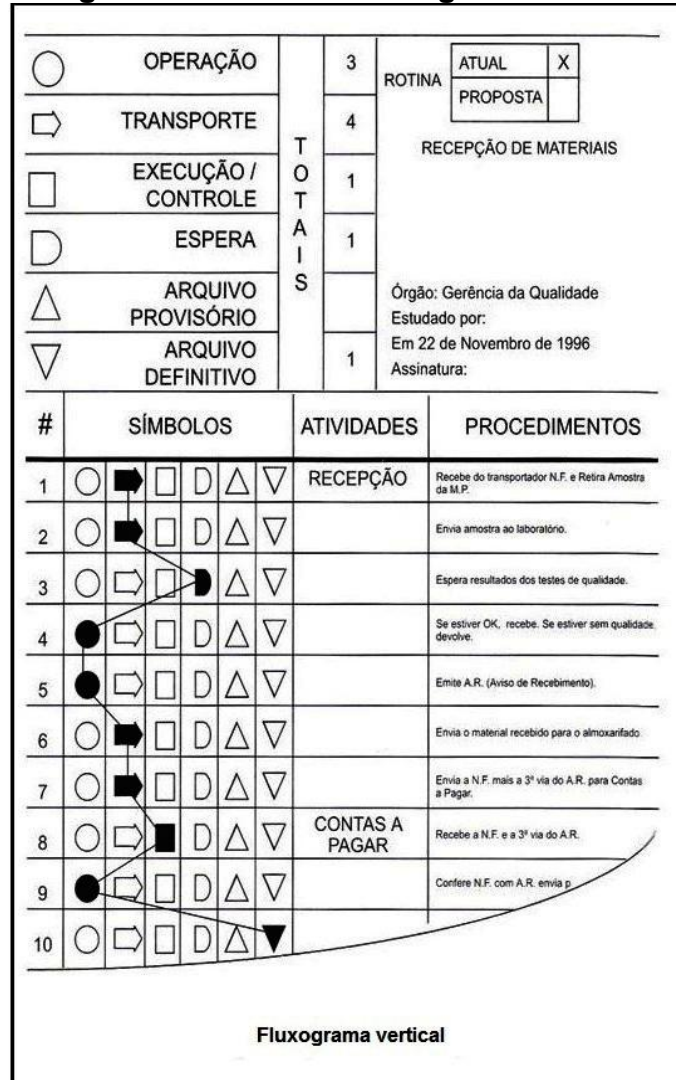 OPERAÇÃO
3
TRANSPORTE
4
EXECUÇÃO /
CONTROLE
1
ESPERA
1
ARQUIVO
PROVISÓRIO
ARQUIVO
DEFINITIVO
1
T
O
T
A
I
S
ROTINA
ATUAL X
PROPOSTA
RECEPÇÃO DE MATERIAIS
Órgão: Gerência da Qualidade
Estudado por:
Em 22 de Novembro de 1996
Assinatura:
# SÍMBOLOS ATIVIDADES PROCEDIMENTOS
1 RECEPÇÃO Recebe do transportador N.F. e Retira Amostra
da M.P.
2 Envia amostra ao laboratório.
3 Espera resultados dos testes de qualidade.
4 Se estiver OK, recebe. Se estiver sem qualidade
devolve.
5 Emite A.R. (Aviso de Recebimento).
6 Envia o material recebido para o almoxarifado
7 Envia a N.F. mais a 3ª via do A.R. para Contas
a Pagar.
8 CONTAS A
PAGAR Recebe a N.F. e a 3ª via do A.R.
9 Confere N.F. com A.R. envia p
10
Fluxograma vertical